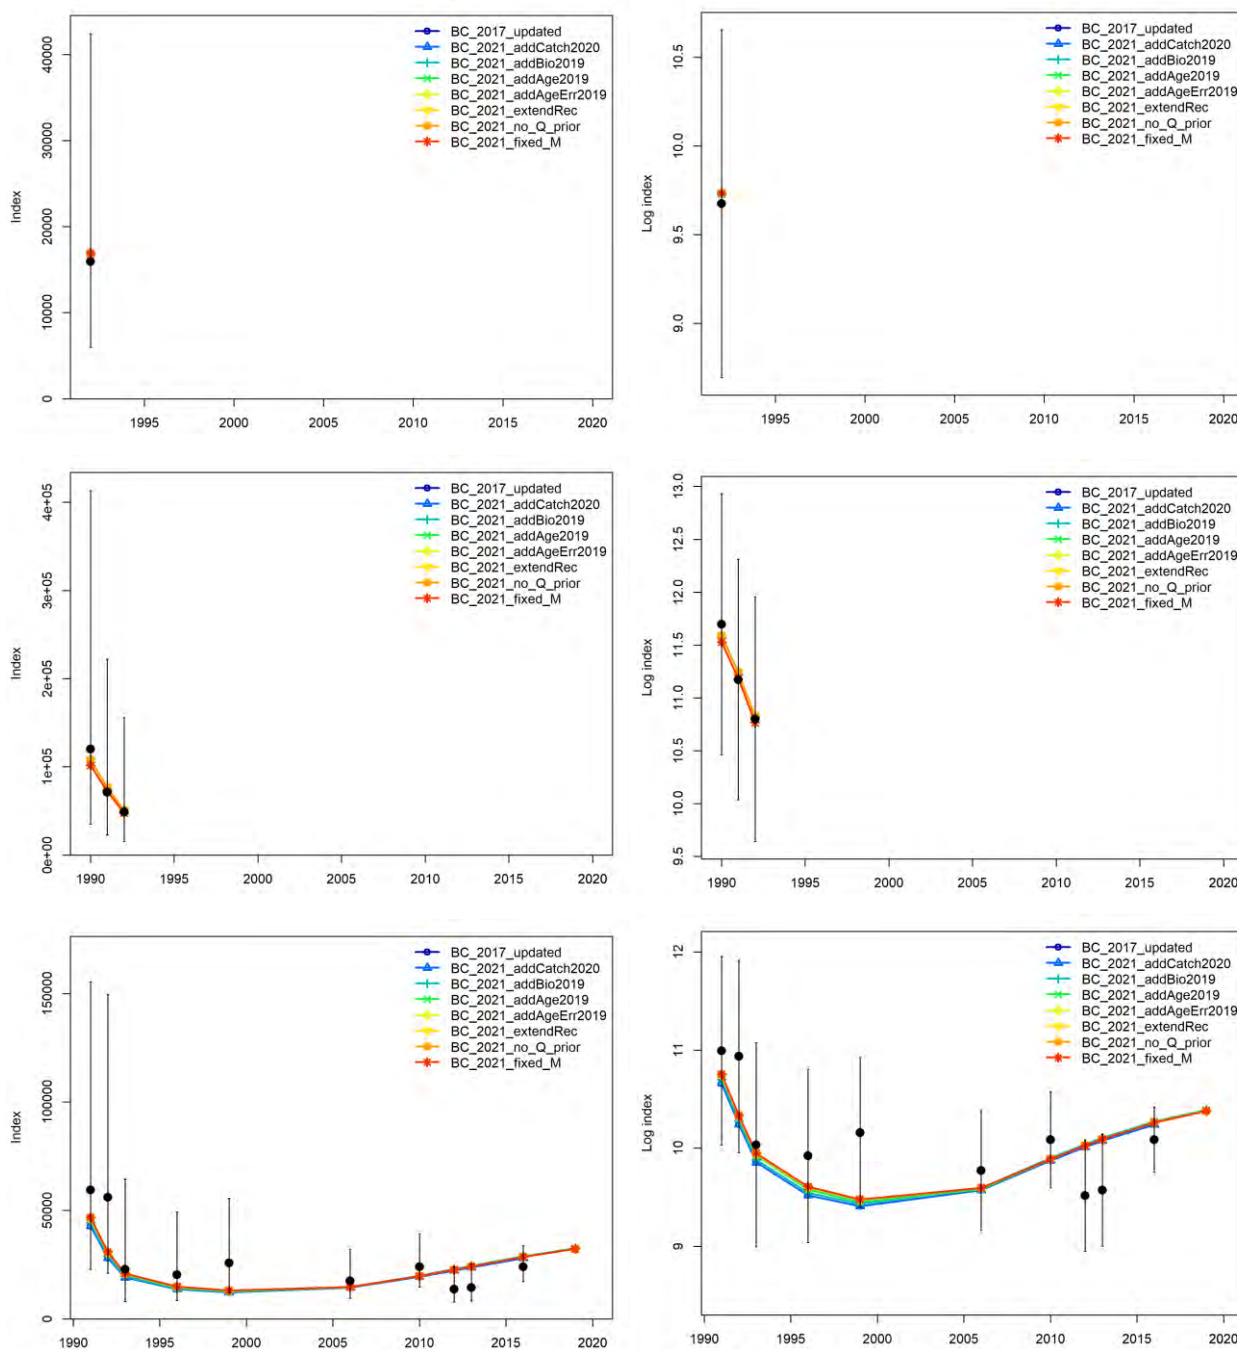 Index
0
10000
20000
30000
40000
1995
2000
2005
2010
2015
2020
BC_2017_updated
BC_2021_addCatch2020
BC_2021_addBio2019
BC_2021_addAge2019
BC_2021_addAgeErr2019
BC_2021_extendRec
BC_2021_no_Q_prior
BC_2021_fixed_M
Log index
9.0
9.5
10.0
10.5
1995
2000
2005
2010
2015
2020
BC_2017_updated
BC_2021_addCatch2020
BC_2021_addBio2019
BC_2021_addAge2019
BC_2021_addAgeErr2019
BC_2021_extendRec
BC_2021_no_Q_prior
BC_2021_fixed_M
Index
0e+00
1e+05
2e+05
3e+05
4e+05
1990
1995
2000
2005
2010
2015
2020
BC_2017_updated
BC_2021_addCatch2020
BC_2021_addBio2019
BC_2021_addAge2019
BC_2021_addAgeErr2019
BC_2021_extendRec
BC_2021_no_Q_prior
BC_2021_fixed_M
Log index
9.5
10.0
10.5
11.0
11.5
12.0
12.5
13.0
1990
1995
2000
2005
2010
2015
2020
BC_2017_updated
BC_2021_addCatch2020
BC_2021_addBio2019
BC_2021_addAge2019
BC_2021_addAgeErr2019
BC_2021_extendRec
BC_2021_no_Q_prior
BC_2021_fixed_M
Index
0
50000
100000
150000
1990
1995
2000
2005
2010
2015
2020
BC_2017_updated
BC_2021_addCatch2020
BC_2021_addBio2019
BC_2021_addAge2019
BC_2021_addAgeErr2019
BC_2021_extendRec
BC_2021_no_Q_prior
BC_2021_fixed_M
Log index
9
10
11
12
1990
1995
2000
2005
2010
2015
2020
BC_2017_updated
BC_2021_addCatch2020
BC_2021_addBio2019
BC_2021_addAge2019
BC_2021_addAgeErr2019
BC_2021_extendRec
BC_2021_no_Q_prior
BC_2021_fixed_M